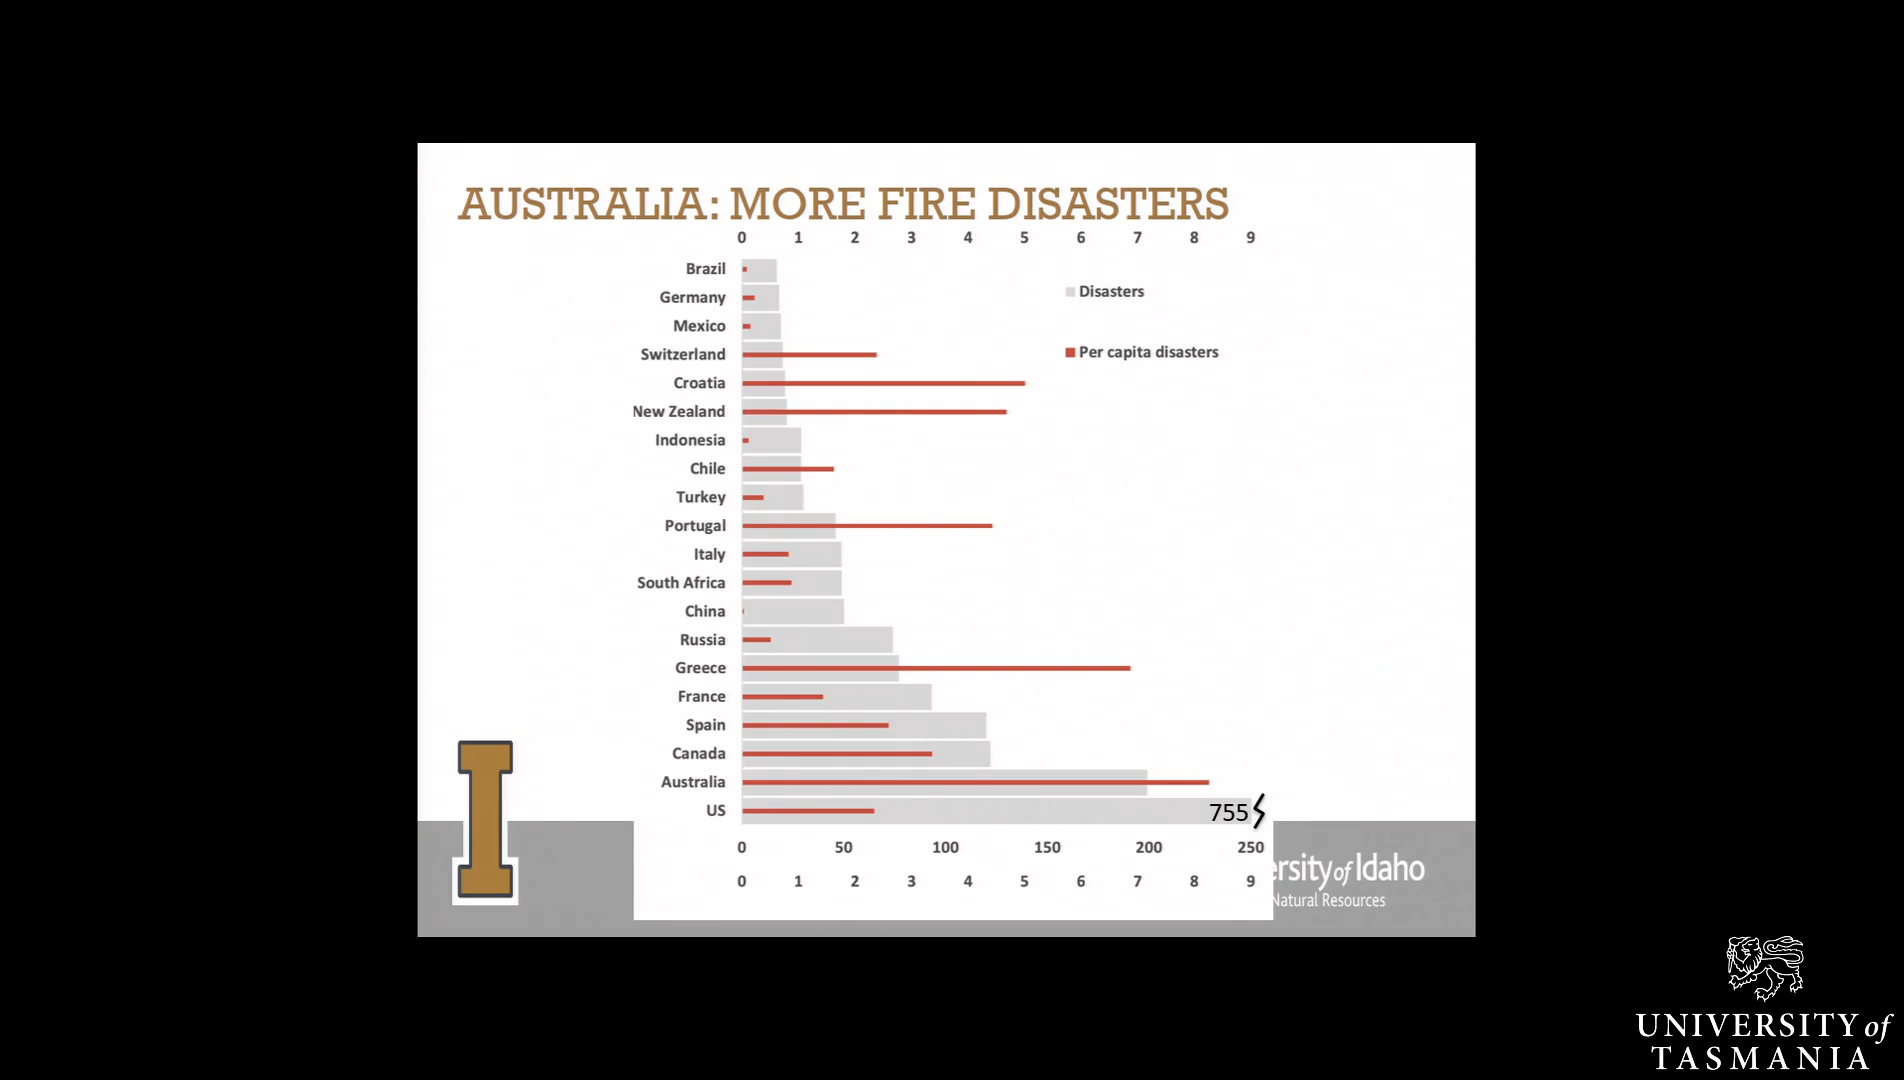 AUSTRALIA: MORE FIRE DISASTERS
0 1 2 3 4 5 6 7 8 9
Brazil
Germany
Disasters
Mexico
Switzerland
Per capita disasters
Croatia
New Zealand
Indonesia
Chile
Turkey
Portugal
Italy
South Africa
China
Russia
Greece
France
Spain
Canada
Australia
US
755
0 50 100 150 200 250
0 1 2 3 4 5 6 7 8 9
I
ersity of Idaho
Natural Resources
UNIVERSITY of
TASMANIA